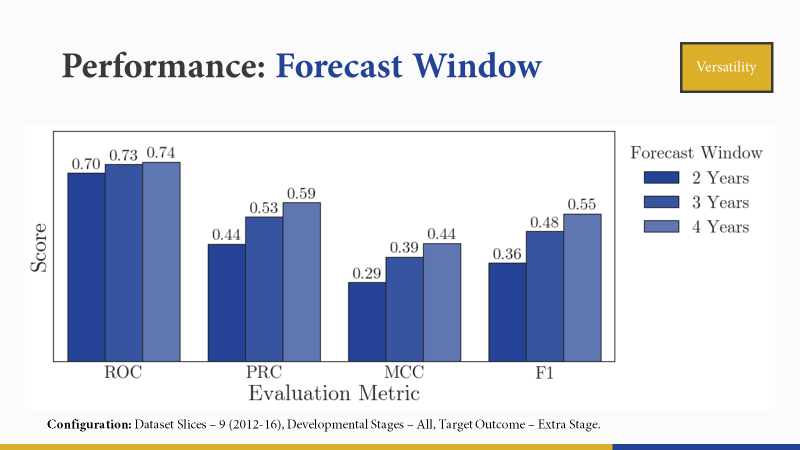 Performance: Forecast Window
Versatility
Forecast Window
2 Years
3 Years
4 Years
Score
0.70 0.73 0.74
0.44 0.53 0.59
0.29 0.39 0.44
0.36 0.48 0.55
ROC PRC MCC F1
Evaluation Metric
Configuration: Dataset Slices – 9 (2012-16), Developmental Stages – All, Target Outcome – Extra Stage.